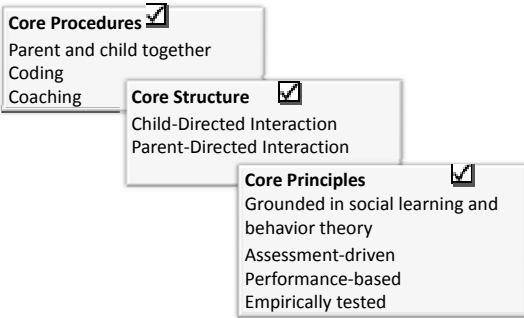 Core Procedures
Parent and child together
Coding
Coaching
Core Structure
Child-Directed Interaction
Parent-Directed Interaction
Core Principles
Grounded in social learning and
behavior theory
Assessment-driven
Performance-based
Empirically tested